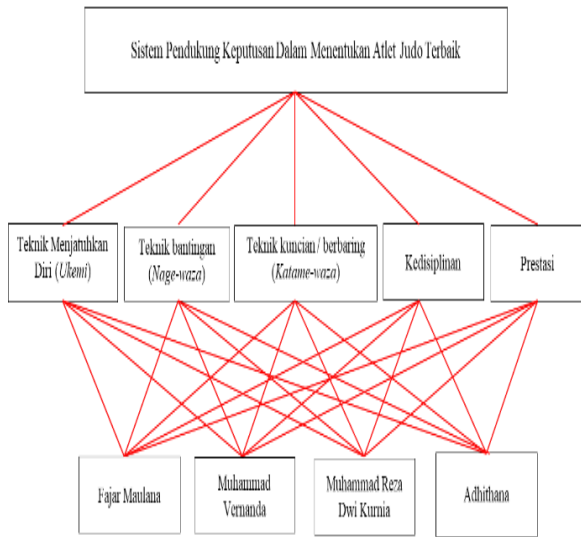 Sistem Pendukung Keputusan Dalam Menentukan Atlet Judo Terbaik
Teknik Menjatuhkan
Diri (Ukemi)
Teknik bantingan
(Nage-waza)
Teknik kuncian / berbaring
(Katame-waza)
Kedisiplinan
Prestasi
Fajar Maulana
Muhammad
Vernanda
Muhammad Reza
Dwi Kurnia
Adhithana